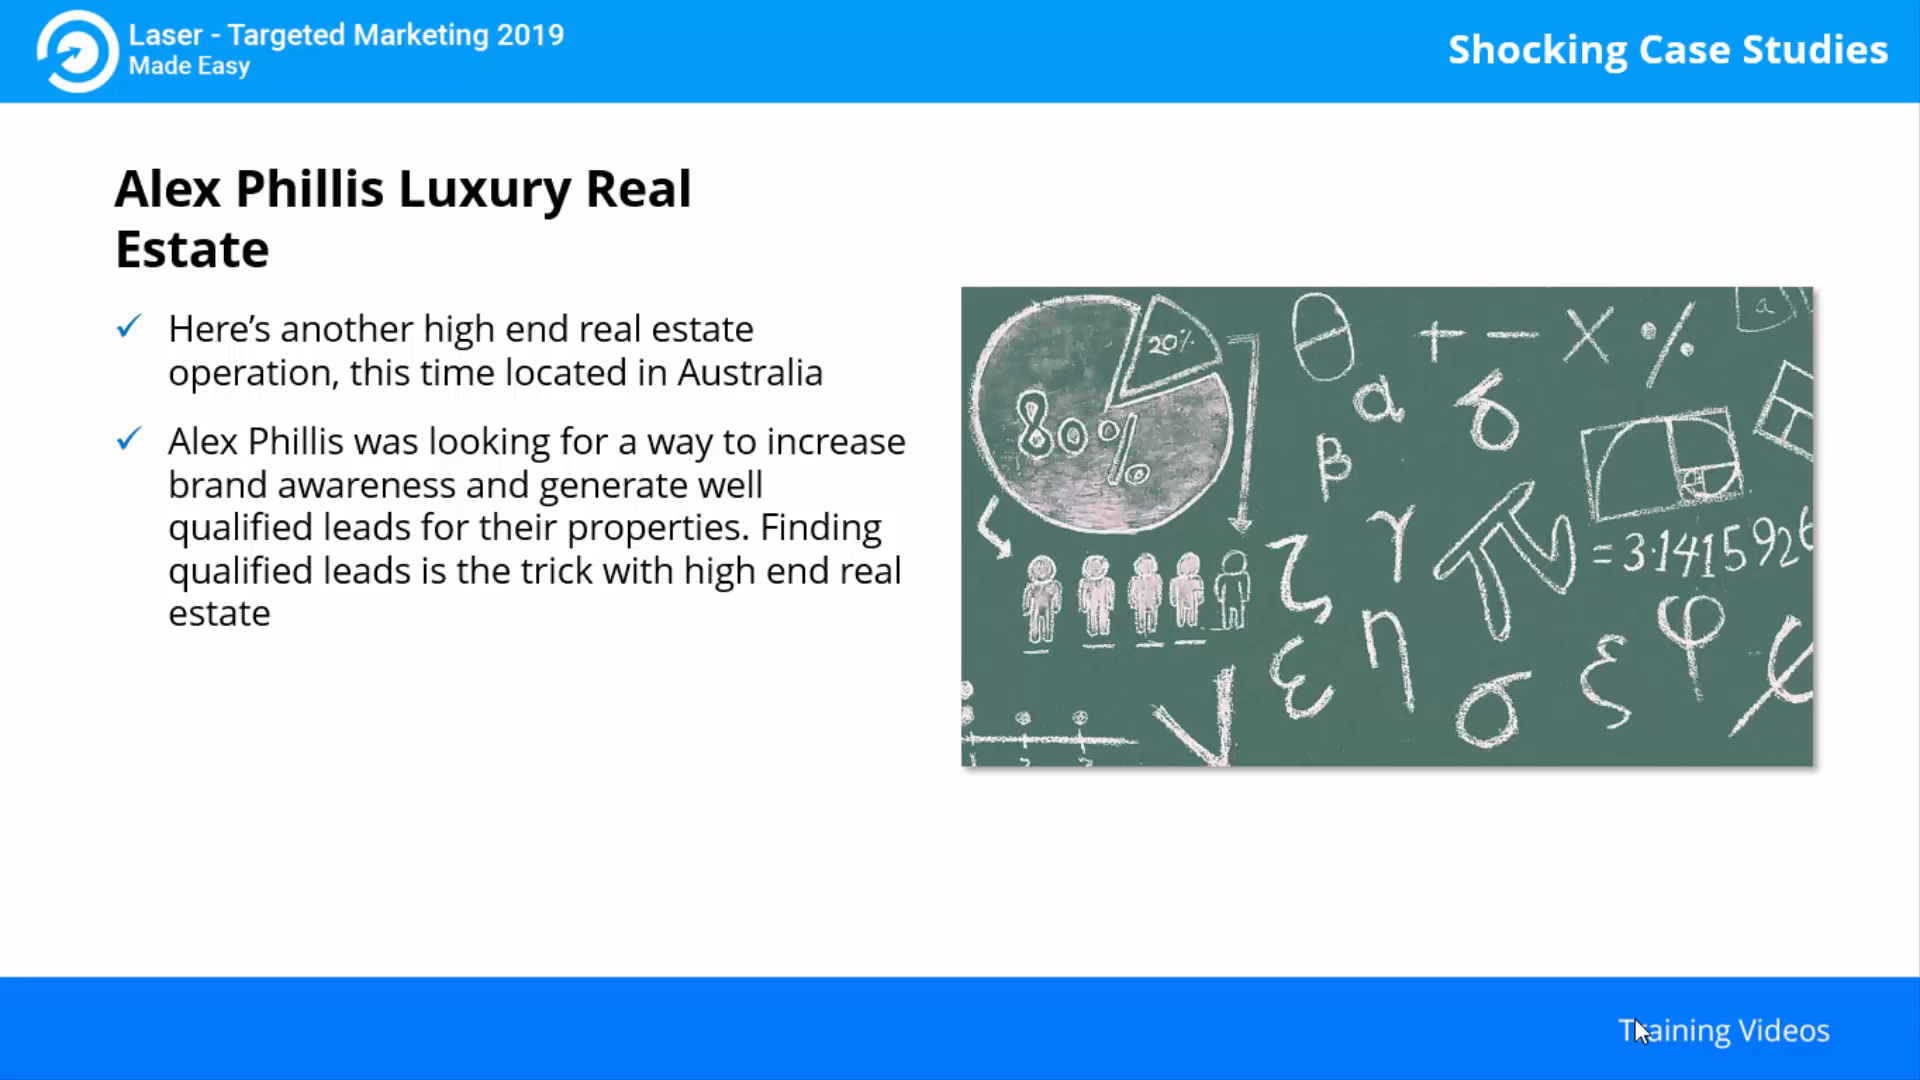 Laser - Targeted Marketing 2019
Made Easy
Shocking Case Studies
Alex Phillis Luxury Real
Estate
✓ Here’s another high end real estate
operation, this time located in Australia
✓ Alex Phillis was looking for a way to increase
brand awareness and generate well
qualified leads for their properties. Finding
qualified leads is the trick with high end real
estate
20%
80%
θ + − × %
a
α δ
β
γ π = 3.1415926
ζ
η φ
ε σ ξ ψ
Training Videos